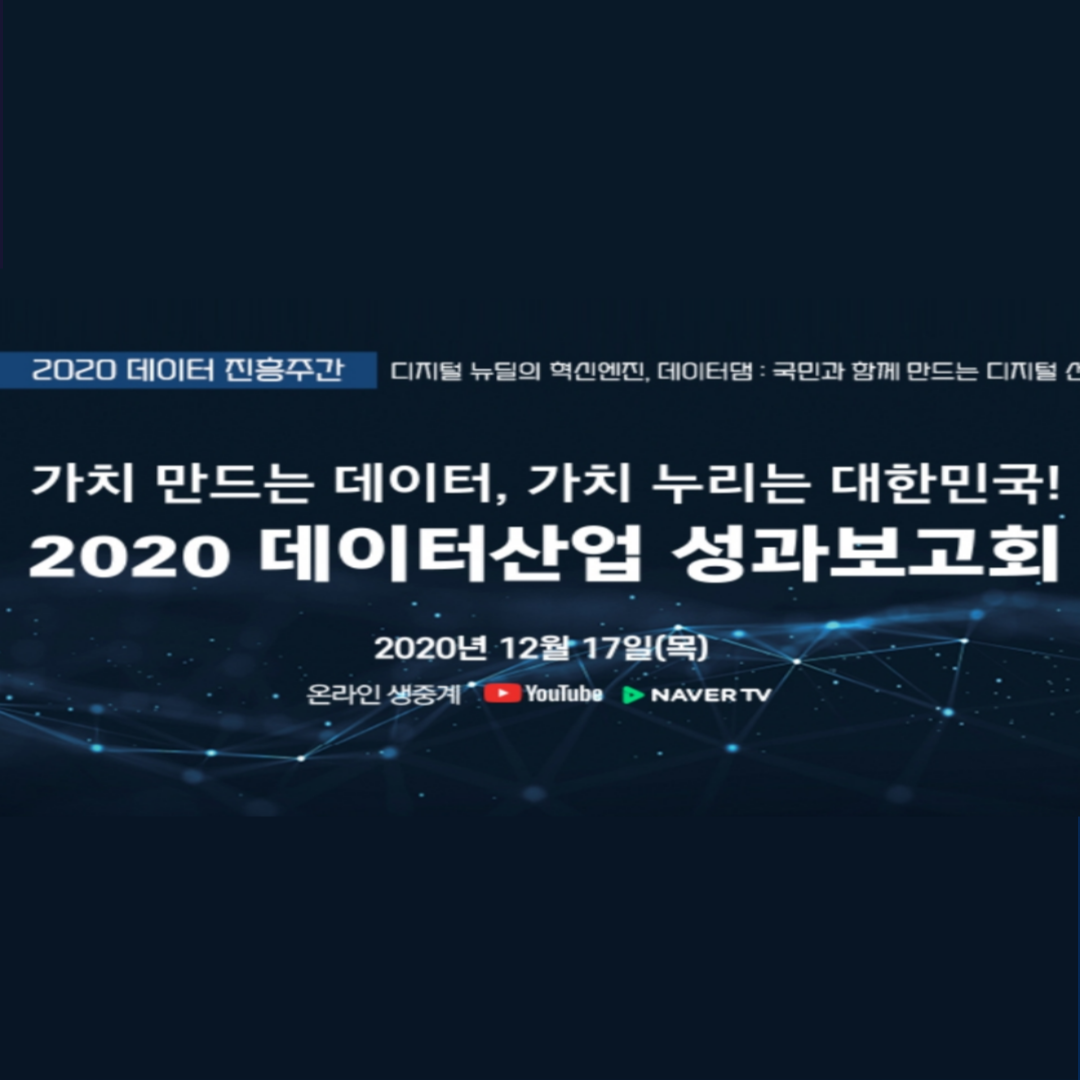 2020 데이터 진흥주간 디지털 뉴딜의 혁신엔진, 데이터댐 : 국민과 함께 만드는 디지털
가치 만드는 데이터, 가치 누리는 대한민국!
2020 데이터산업 성과보고회
2020년 12월 17일(목)
온라인 생중계 YouTube NAVER TV